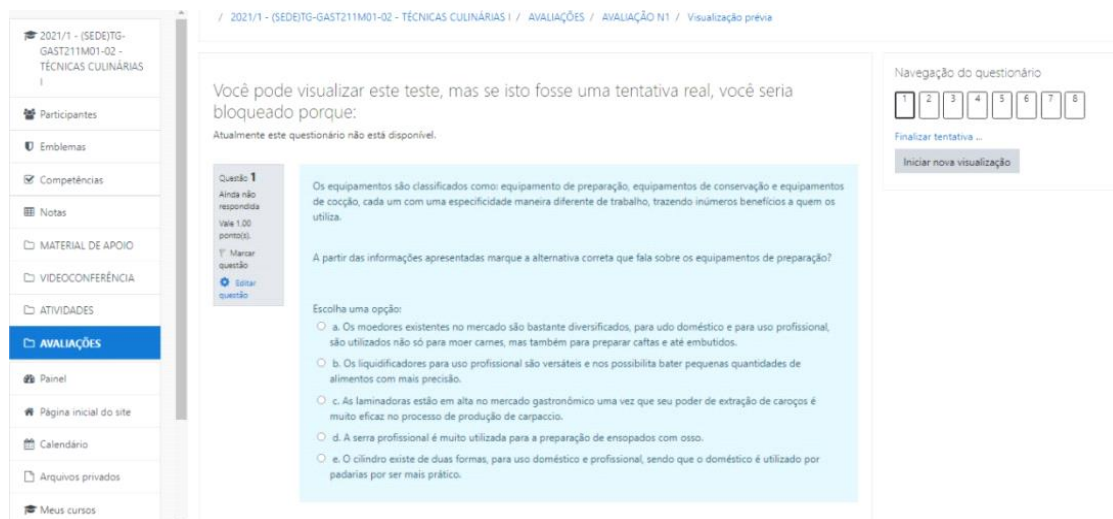 / 2021/1 - (SEDE)TG-GAST211M01-02 - TÉCNICAS CULINÁRIAS I / AVALIAÇÕES / AVALIAÇÃO N1 / Visualização prévia
2021/1 - (SEDE)TG-
GAST211M01-02 -
TÉCNICAS CULINÁRIAS
I
Participantes
Emblemas
Competências
Notas
MATERIAL DE APOIO
VIDEOCONFERÊNCIA
ATIVIDADES
AVALIAÇÕES
Painel
Página inicial do site
Calendário
Arquivos privados
Meus cursos
Você pode visualizar este teste, mas se isto fosse uma tentativa real, você seria
bloqueado porque:
Atualmente este questionário não está disponível.
Questão 1
Ainda não
respondida
Vale 1,00
ponto(s).
Marcar
questão
Editar
questão
Os equipamentos são classificados como: equipamento de preparação, equipamentos de conservação e equipamentos
de cocção, cada um com uma especificidade maneira diferente de trabalho, trazendo inúmeros benefícios a quem os
utiliza.
A partir das informações apresentadas marque a alternativa correta que fala sobre os equipamentos de preparação?
Escolha uma opção:
a. Os moedores existentes no mercado são bastante diversificados, para udo doméstico e para uso profissional,
são utilizados não só para moer carnes, mas também para preparar caftas e até embutidos.
b. Os liquidificadores para uso profissional são versáteis e nos possibilita bater pequenas quantidades de
alimentos com mais precisão.
c. As laminadoras estão em alta no mercado gastronômico uma vez que seu poder de extração de caroços é
muito eficaz no processo de produção de carpaccio.
d. A serra profissional é muito utilizada para a preparação de ensopados com osso.
e. O cilindro existe de duas formas, para uso doméstico e profissional, sendo que o doméstico é utilizado por
padarias por ser mais prático.
Navegação do questionário
1 2 3 4 5 6 7 8
Finalizar tentativa ...
Iniciar nova visualização